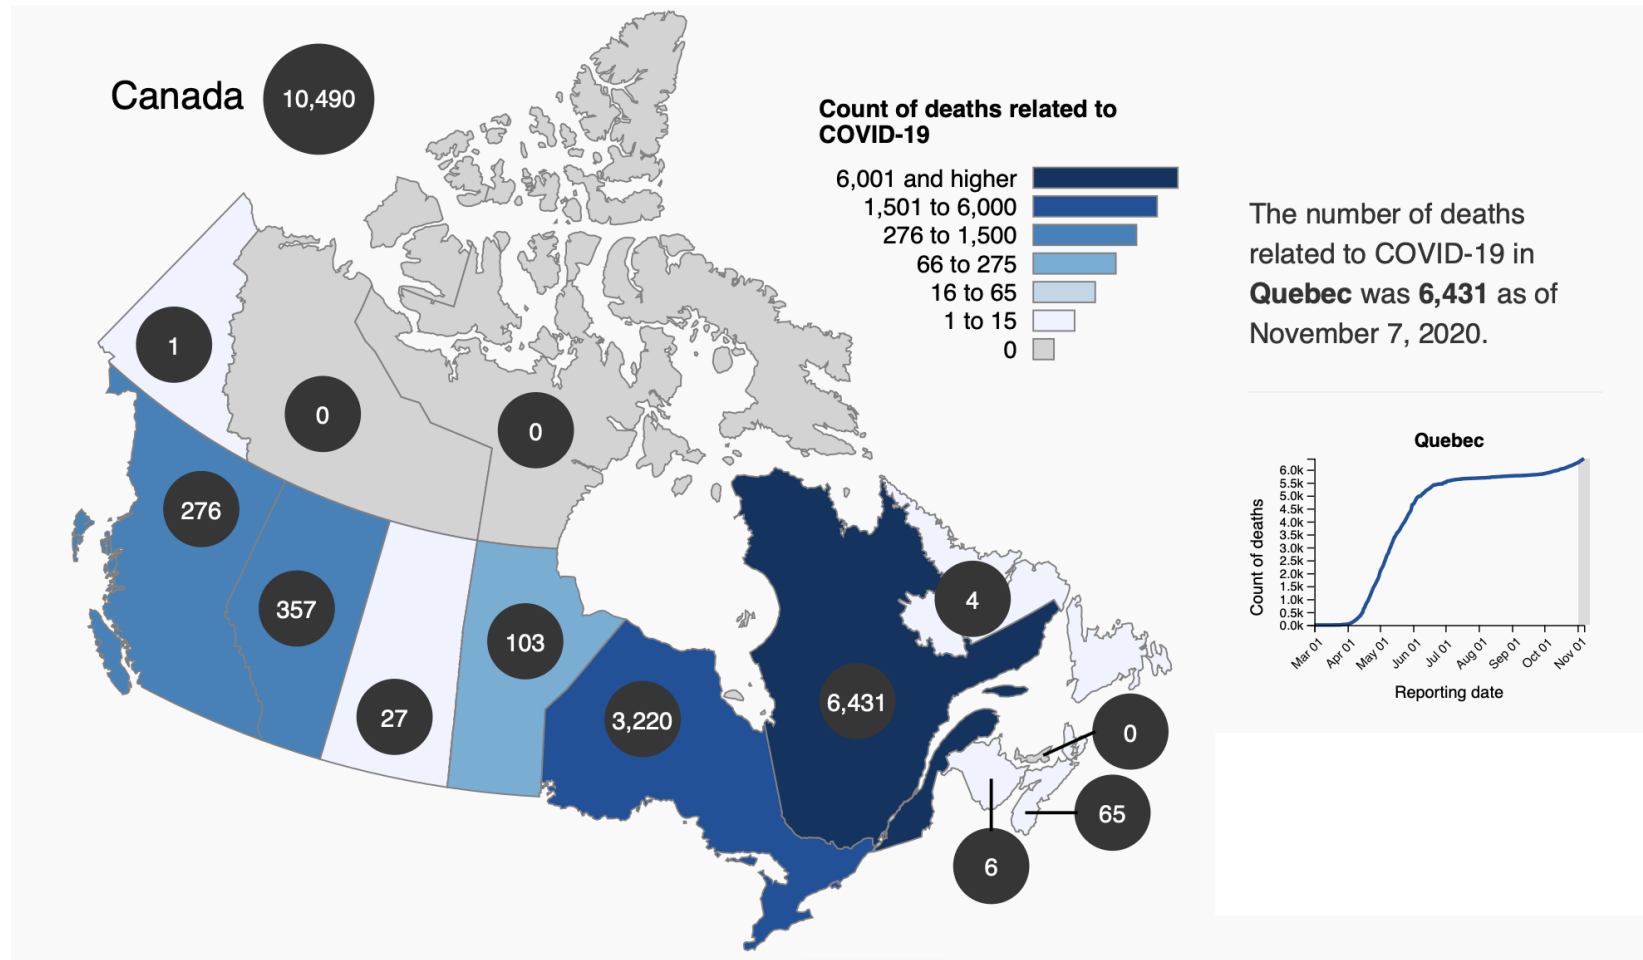 Canada
10,490
Count of deaths related to
COVID-19
6,001 and higher
1,501 to 6,000
276 to 1,500
66 to 275
16 to 65
1 to 15
0
1
0
0
276
357
27
103
3,220
6,431
4
0
65
6
The number of deaths
related to COVID-19 in
Quebec was 6,431 as of
November 7, 2020.
Quebec
Count of deaths
6.0k
5.5k
5.0k
4.5k
4.0k
3.5k
3.0k
2.5k
2.0k
1.5k
1.0k
0.5k
0.0k
Mar 01
Apr 01
May 01
Jun 01
Jul 01
Aug 01
Sep 01
Oct 01
Nov 01
Reporting date